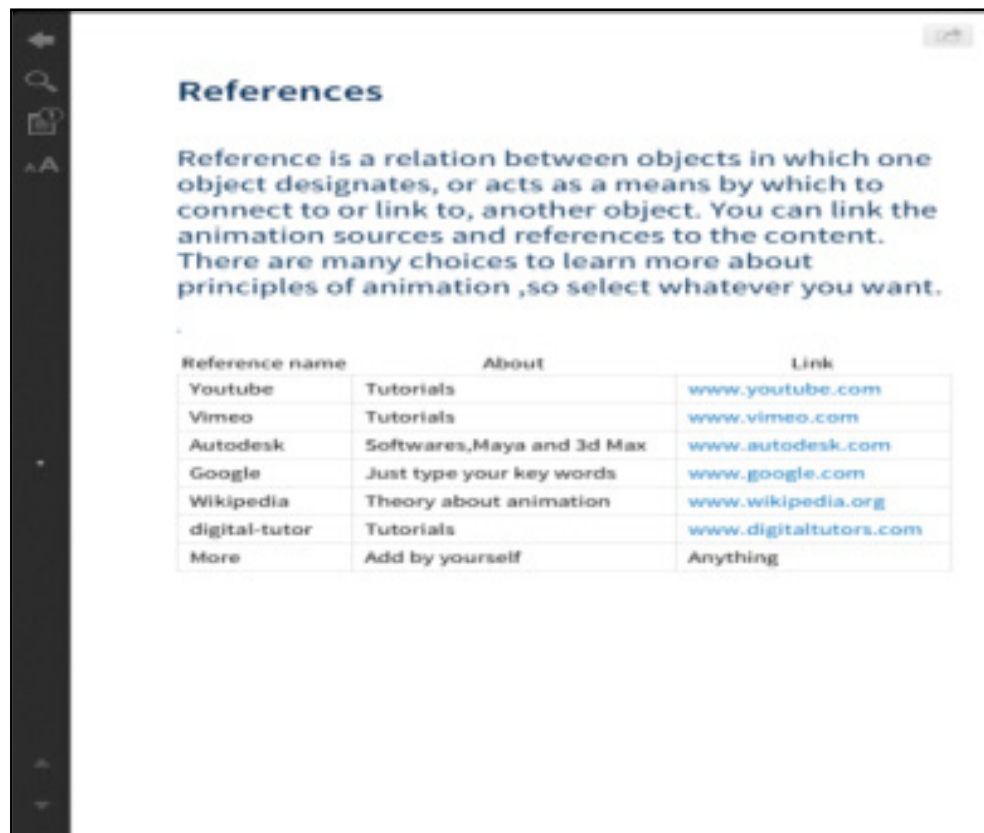 References
Reference is a relation between objects in which one
object designates, or acts as a means by which to
connect to or link to, another object. You can link the
animation sources and references to the content.
There are many choices to learn more about
principles of animation ,so select whatever you want.
Reference name About Link
Youtube Tutorials www.youtube.com
Vimeo Tutorials www.vimeo.com
Autodesk Softwares,Maya and 3d Max www.autodesk.com
Google Just type your key words www.google.com
Wikipedia Theory about animation www.wikipedia.org
digital-tutor Tutorials www.digitaltutors.com
More Add by yourself Anything
AA